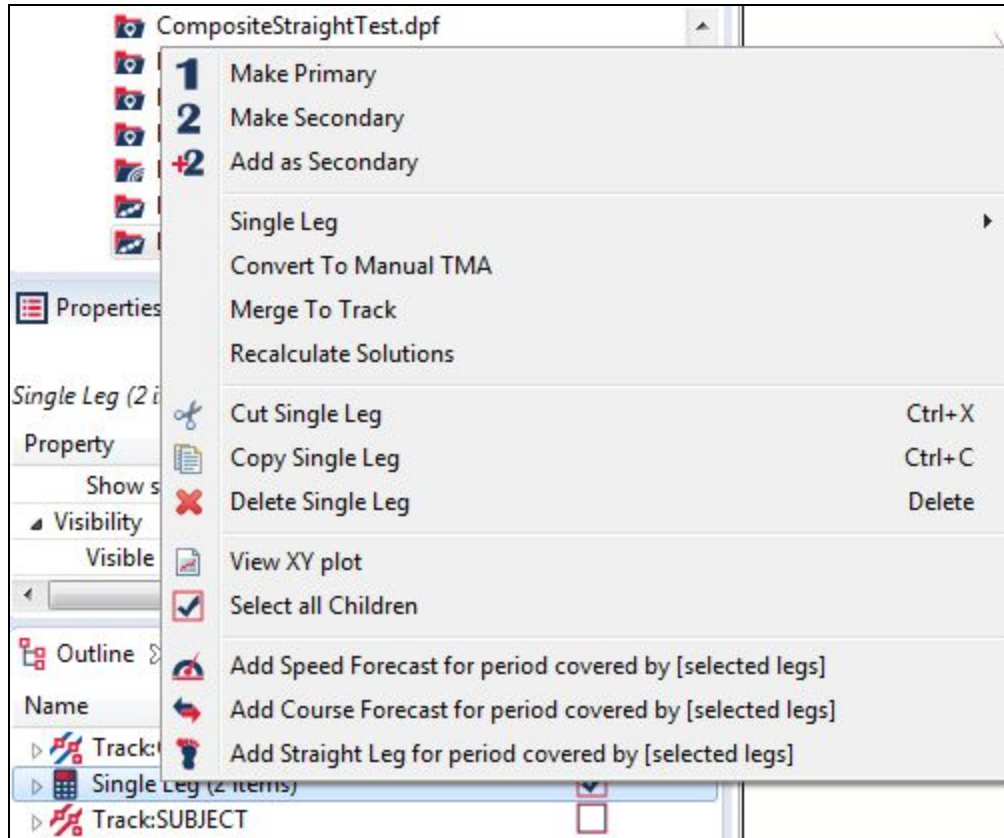 CompositeStraightTest.dpf
1 Make Primary
2 Make Secondary
+2 Add as Secondary
Single Leg
Convert To Manual TMA
Properties
Merge To Track
Recalculate Solutions
Single Leg (2 i
Cut Single Leg Ctrl+X
Property
Copy Single Leg Ctrl+C
Show s
Delete Single Leg Delete
Visibility
Visible
View XY plot
Select all Children
Outline
Add Speed Forecast for period covered by [selected legs]
Name
Add Course Forecast for period covered by [selected legs]
Track:
Add Straight Leg for period covered by [selected legs]
Single Leg (2 items)
Track:SUBJECT